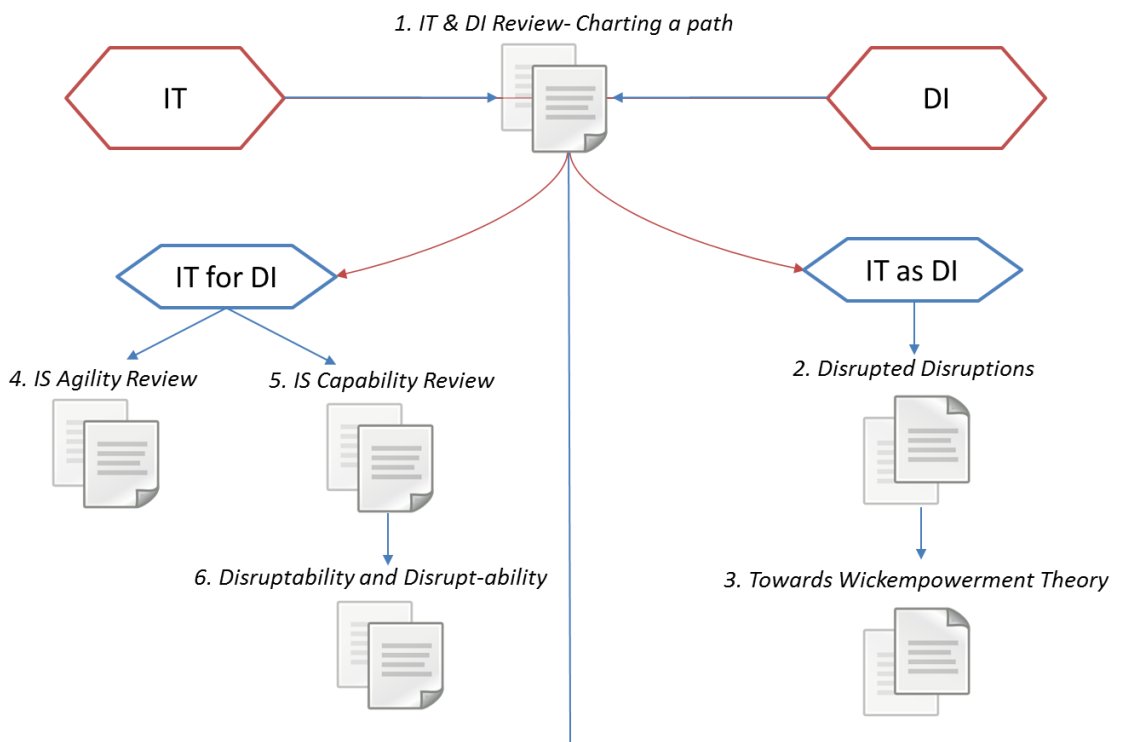 1. IT & DI Review- Charting a path
IT
DI
IT for DI
IT as DI
4. IS Agility Review
5. IS Capability Review
2. Disrupted Disruptions
6. Disruptability and Disrupt-ability
3. Towards Wickempowerment Theory